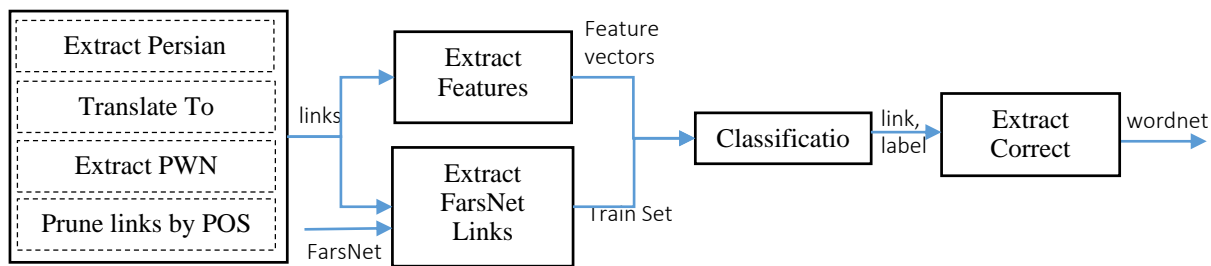 Extract Persian
Translate To
Extract PWN
Prune links by POS
links
Extract
Features
Feature
vectors
Extract
FarsNet
Links
FarsNet
Train Set
Classificatio
link,
label
Extract
Correct
wordnet